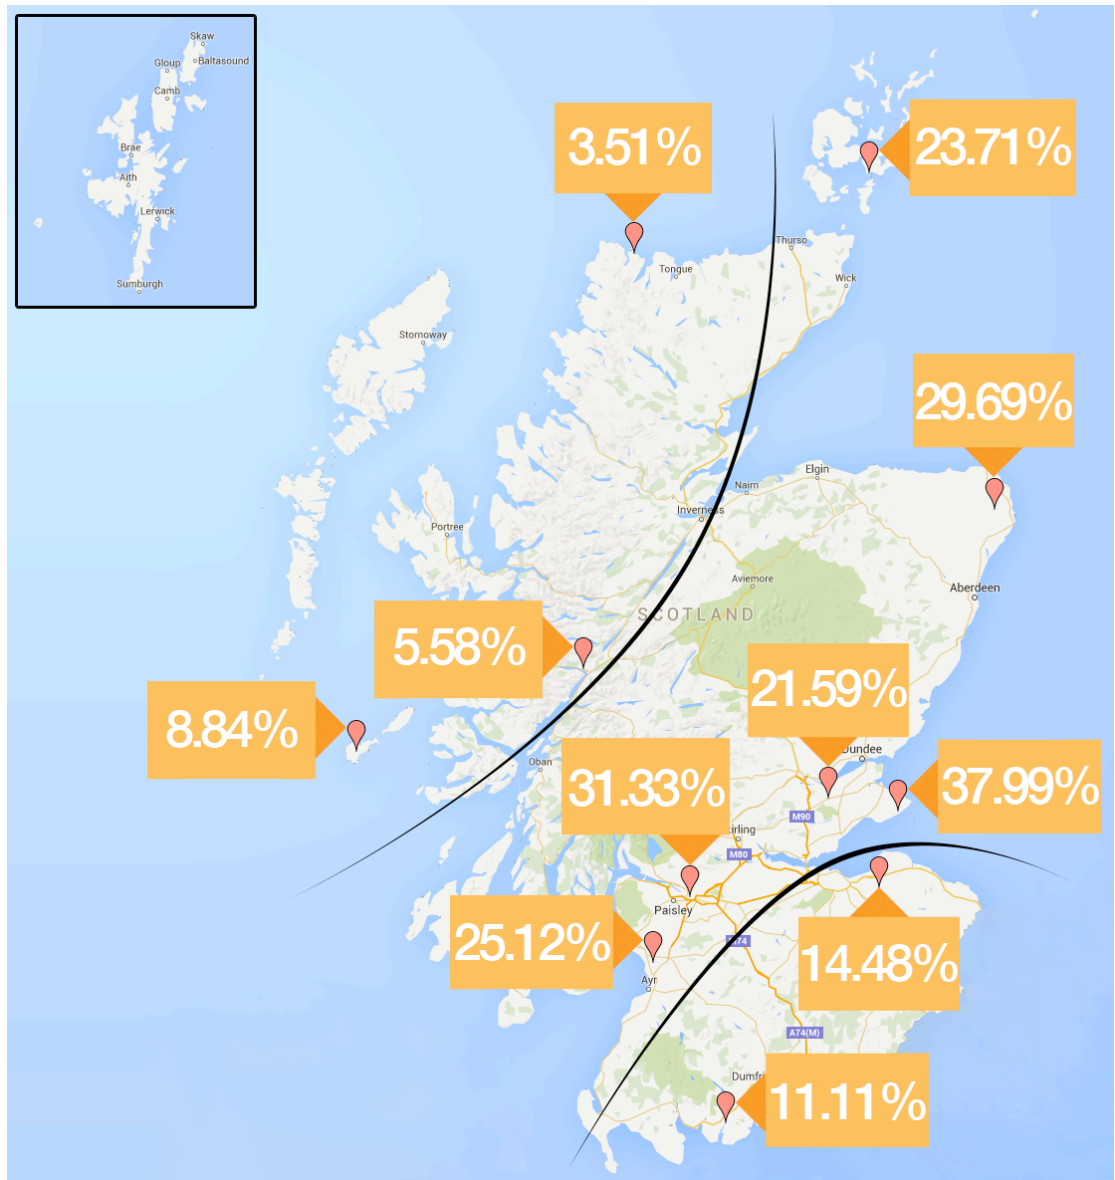 Skaw
Gloup
Baltasound
Camb
Brae
Aith
Lerwick
Sumburgh
3.51%
23.71%
Thurso
Tongue
Wick
Stornoway
29.69%
Elgin
Nairn
Inverness
Portree
Aviemore
Aberdeen
SCOTLAND
5.58%
21.59%
8.84%
Dundee
Oban
31.33%
37.99%
M90
irling
M80
Paisley
25.12%
A74
14.48%
Ayr
A74(M)
Dumfri
11.11%